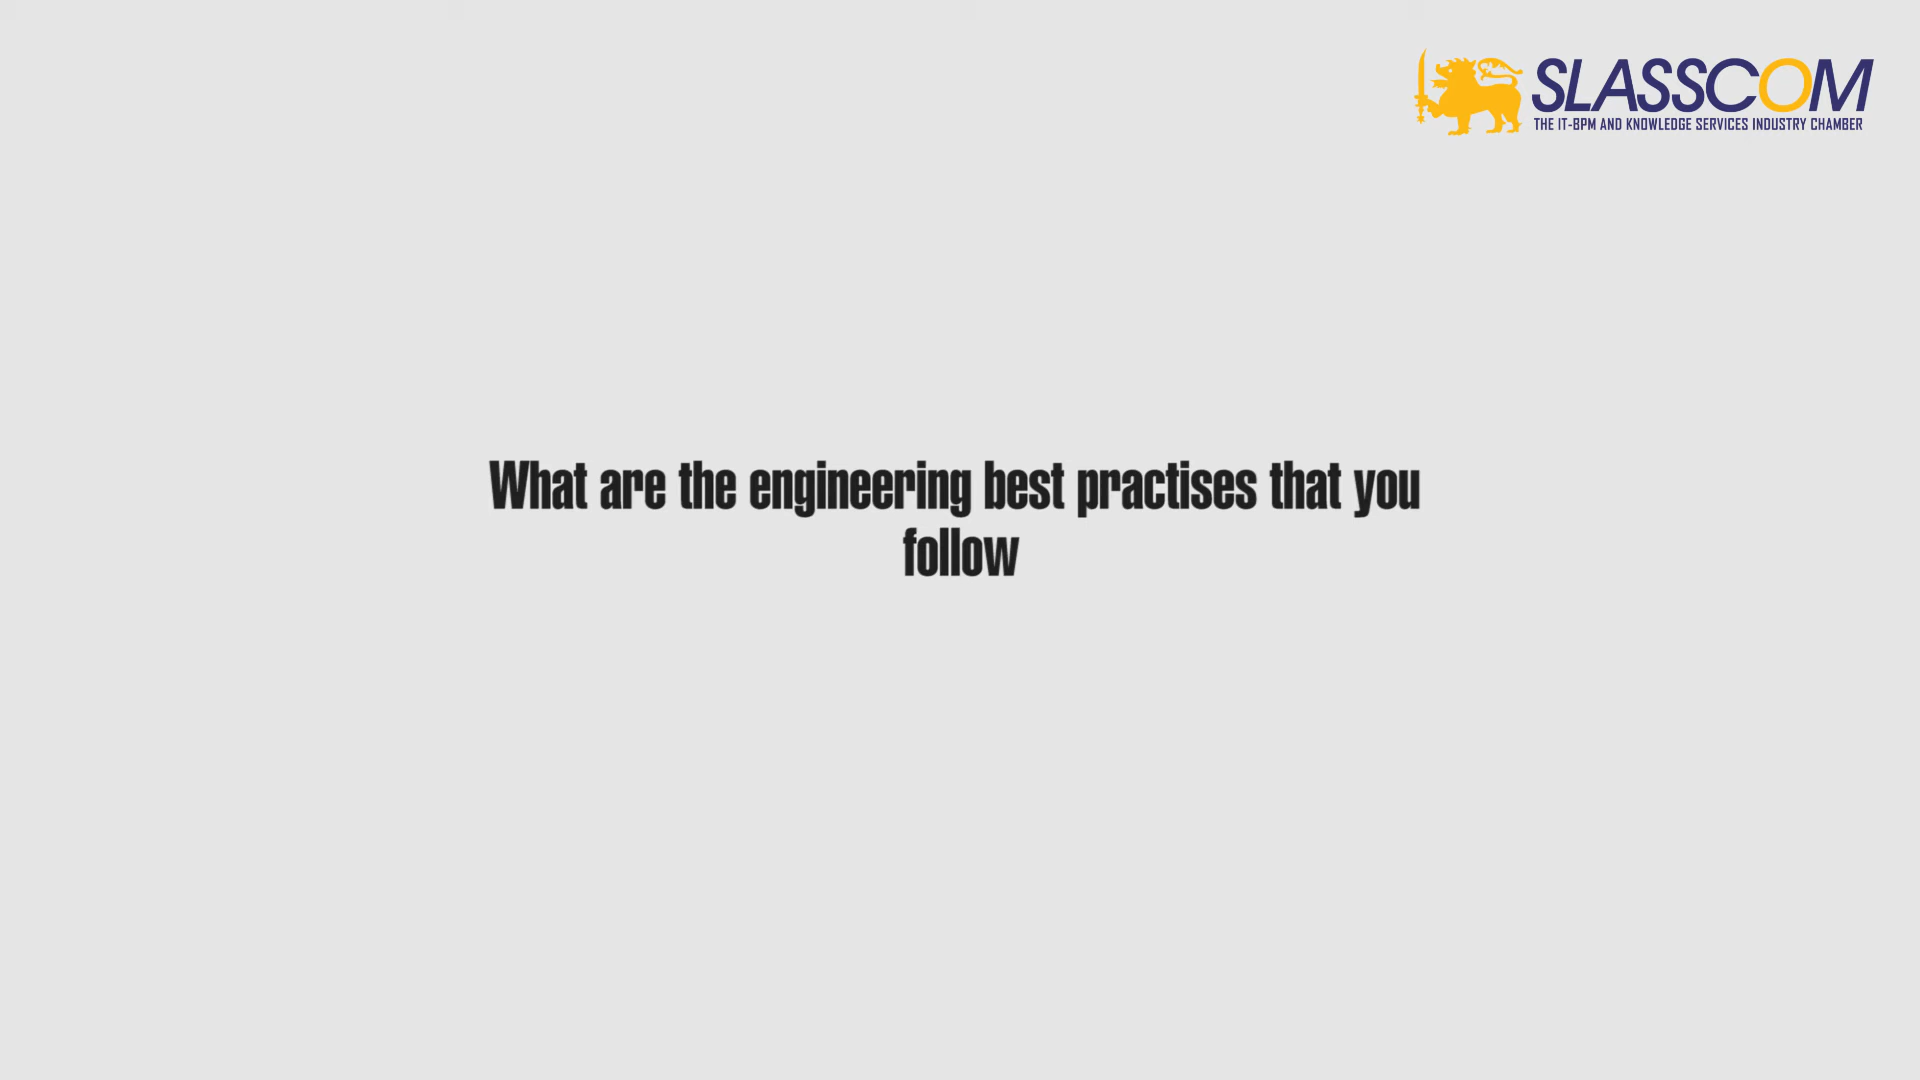 SLASSCOM
THE IT-BPM AND KNOWLEDGE SERVICES INDUSTRY CHAMBER
What are the engineering best practises that you
follow